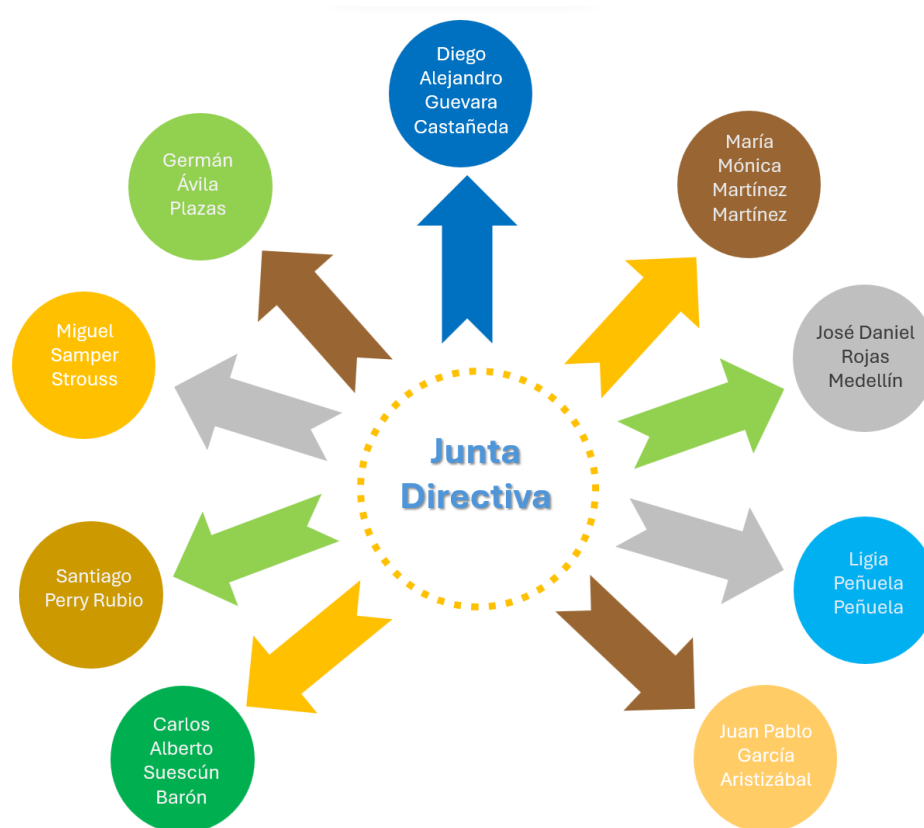 Diego
Alejandro
Guevara
Castañeda
María
Mónica
Martínez
Martínez
José Daniel
Rojas
Medellín
Ligia
Peñuela
Peñuela
Juan Pablo
García
Aristizábal
Carlos
Alberto
Suescún
Barón
Santiago
Perry Rubio
Miguel
Samper
Strouss
Germán
Ávila
Plazas
Junta
Directiva